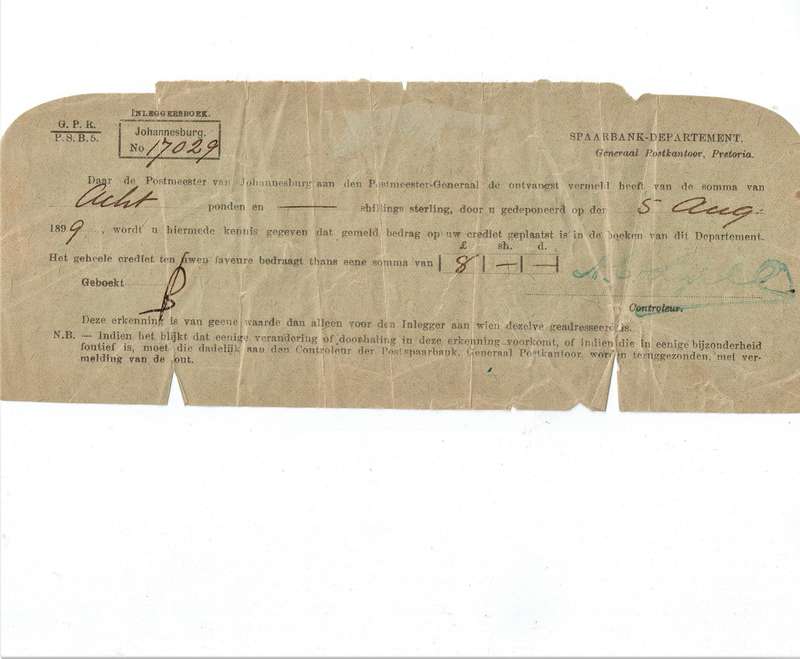 G. P. K.
P. S. B. 5.
INLEGGERSBOEK.
Johannesburg.
No 17029
SPAARBANK-DEPARTEMENT.
Generaal Postkantoor, Pretoria.
Daar de Postmeester van Johannesburg aan den Postmeester-Generaal de ontvangst vermeld heeft van de somma van
Acht ponden en —— shillings sterling, door u gedeponeerd op den 5 Aug:
1899, wordt u hiermede kennis gegeven dat gemeld bedrag op uw crediet geplaatst is in de boeken van dit Departement.
£ sh. d.
Het geheele crediet ten uwen faveure bedraagt thans eene somma van | 8 | — | — |
Geboekt
Controleur.
Deze erkenning is van geene waarde dan alleen voor den Inlegger aan wien dezelve geadresseerd is.
N.B. — Indien het blijkt dat eenige verandering of doorhaling in deze erkenning voorkomt, of indien die in eenige bijzonderheid
foutief is, moet die dadelijk aan den Controleur der Postspaarbank, Generaal Postkantoor, worden teruggezonden, met ver-
melding van de fout.